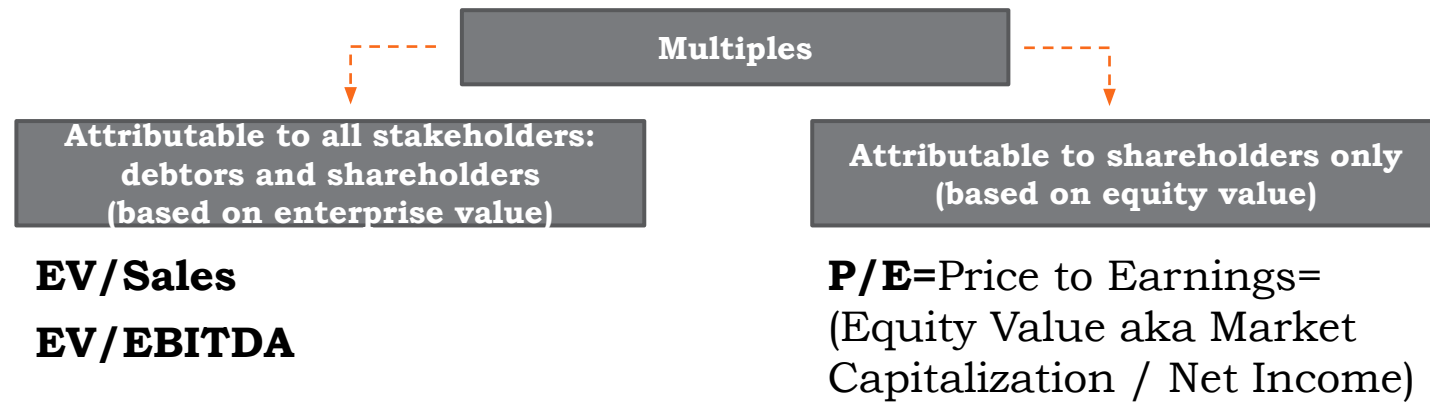 Multiples
Attributable to all stakeholders:
debtors and shareholders
(based on enterprise value)
Attributable to shareholders only
(based on equity value)
EV/Sales
EV/EBITDA
P/E=Price to Earnings=
(Equity Value aka Market
Capitalization / Net Income)